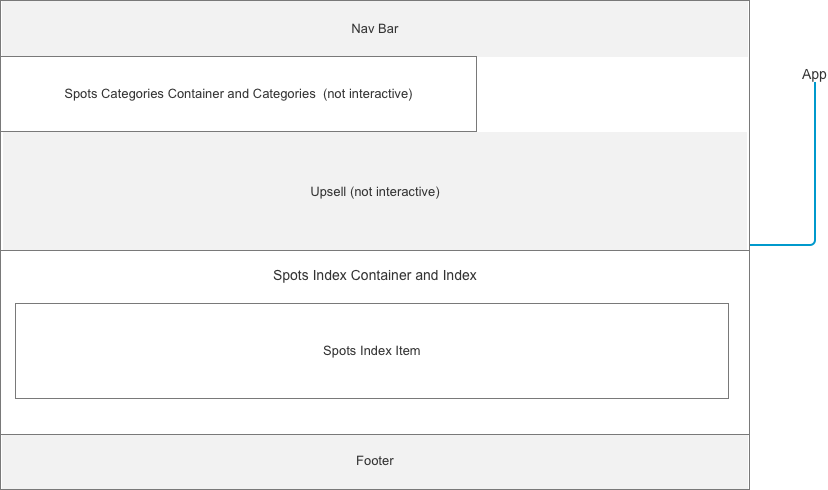 Nav Bar
App
Spots Categories Container and Categories  (not interactive)
Upsell (not interactive)
Spots Index Container and Index
Spots Index Item
Footer